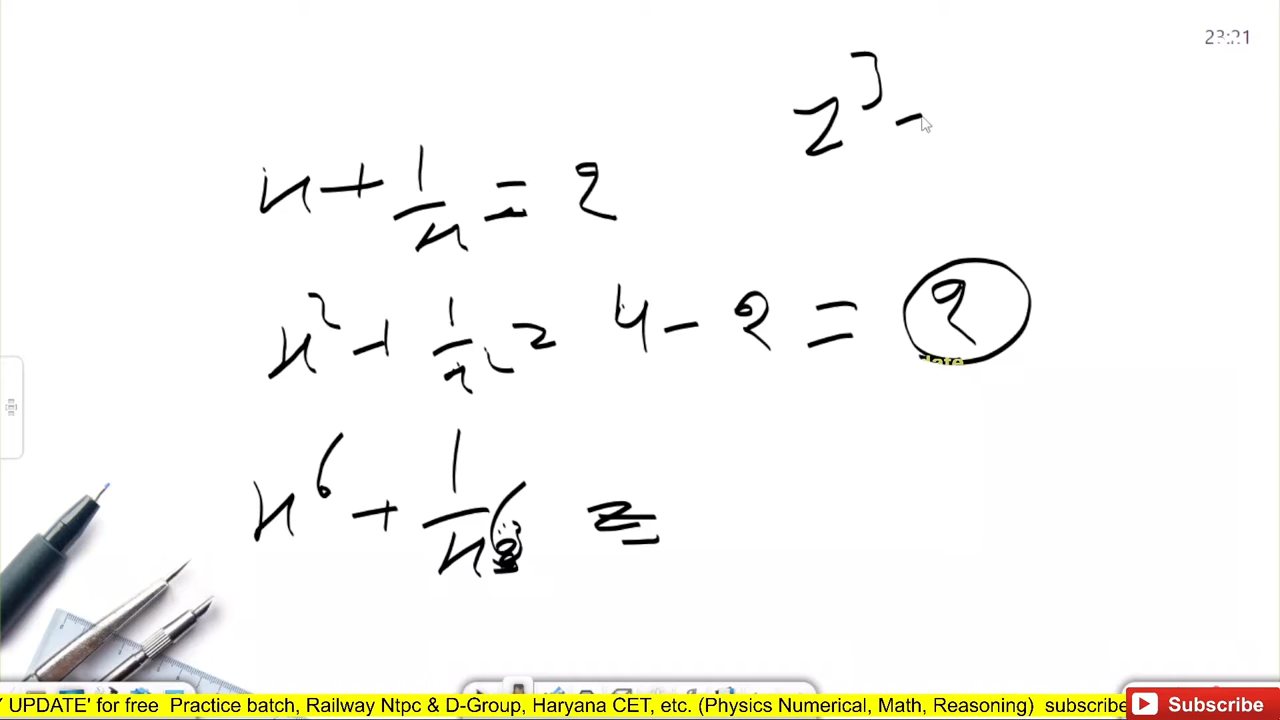 23:21
2³ -
x + 1/x = 2
x² + 1/x² 4 - 2 = 2
x⁶ + 1/x⁶ =
Y UPDATE' for free Practice batch, Railway Ntpc & D-Group, Haryana CET, etc. (Physics Numerical, Math, Reasoning) subscribe
Subscribe